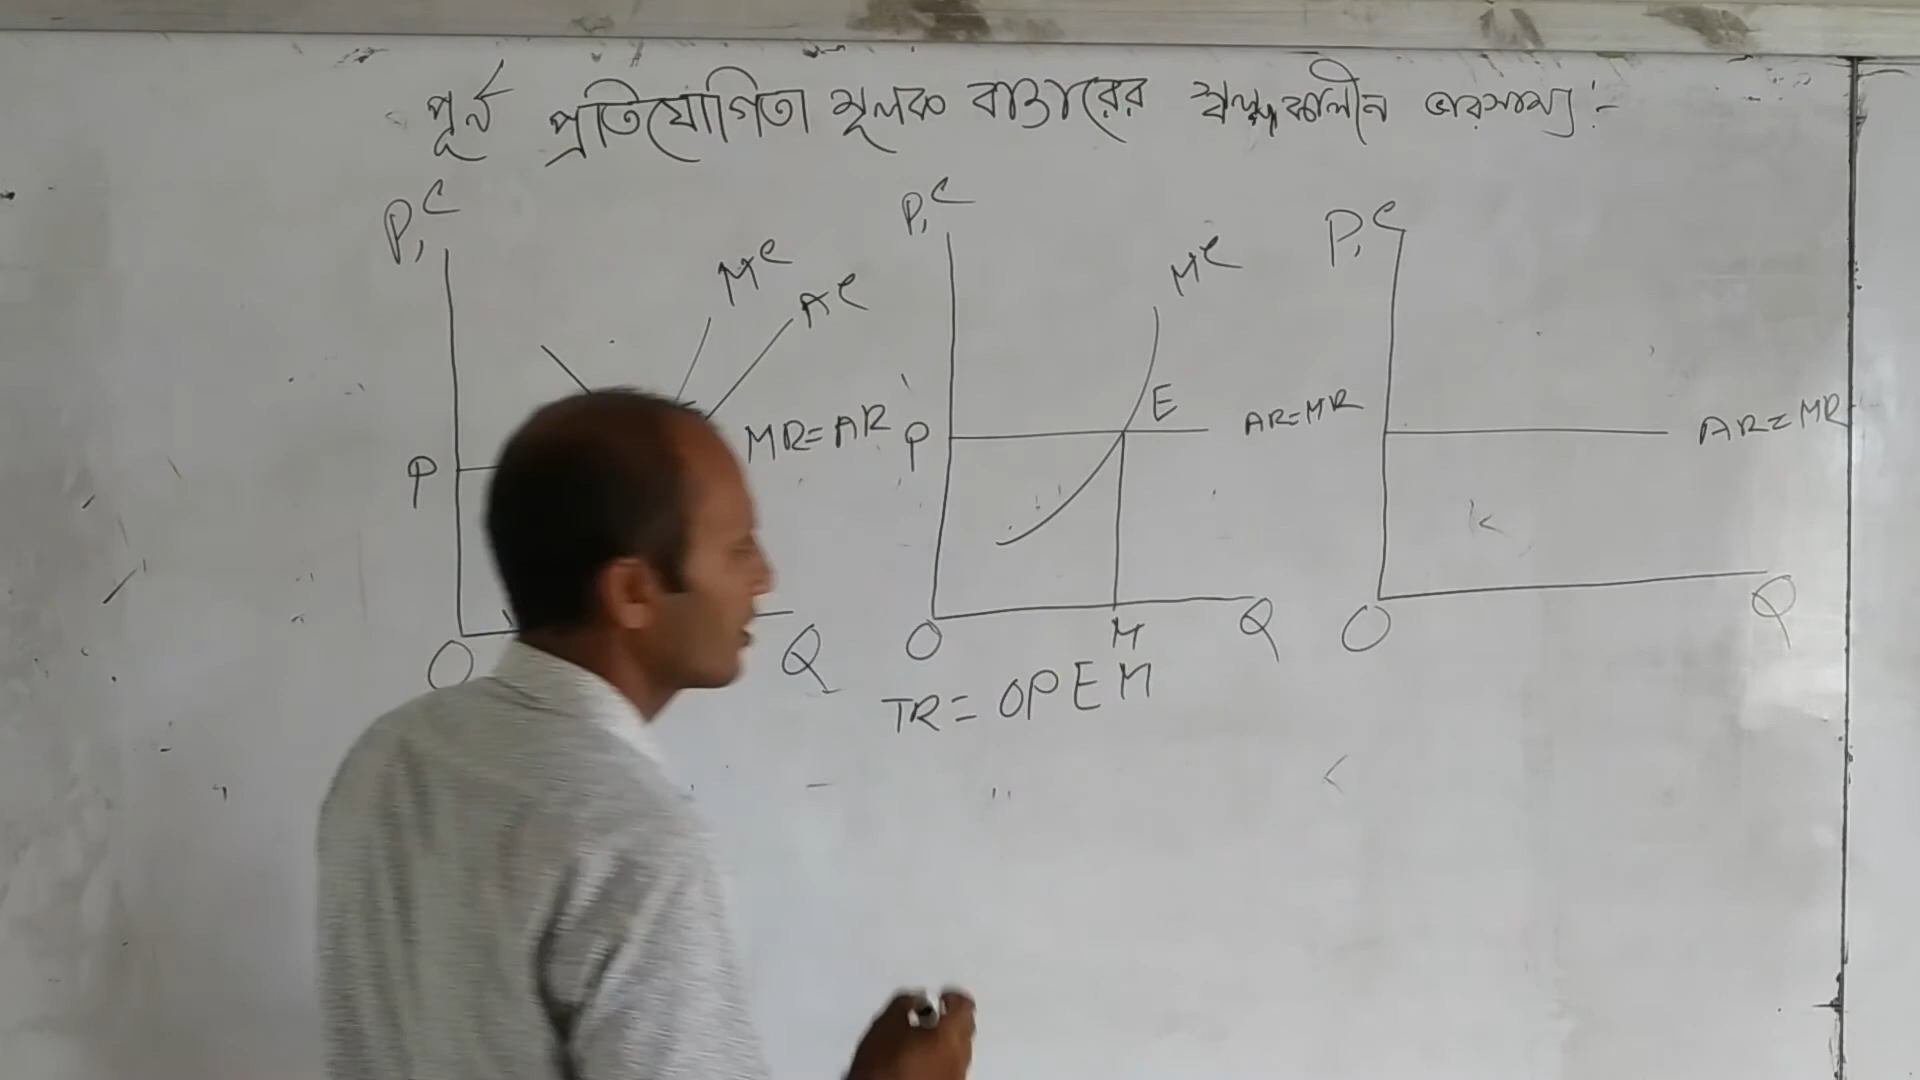 পূর্ন প্রতিযোগিতা মূলক বাজারের স্বল্পকালীন ভারসাম্য :-
P,C
MC
AC
MR=AR
P
O
Q
P,C
MC
E
AR=MR
P
O
M
Q
TR= OPEM
P,C
AR=MR
O
Q